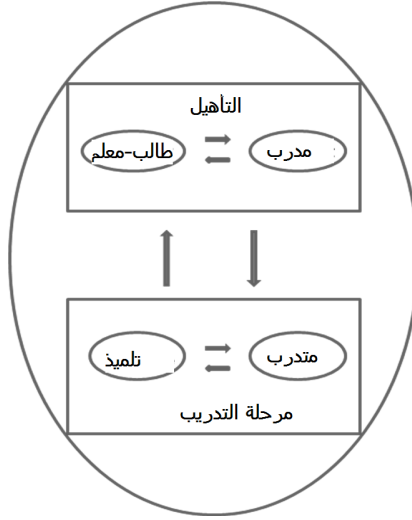 التأهيل
مدرب
طالب-معلم
متدرب
تلميذ
مرحلة التدريب